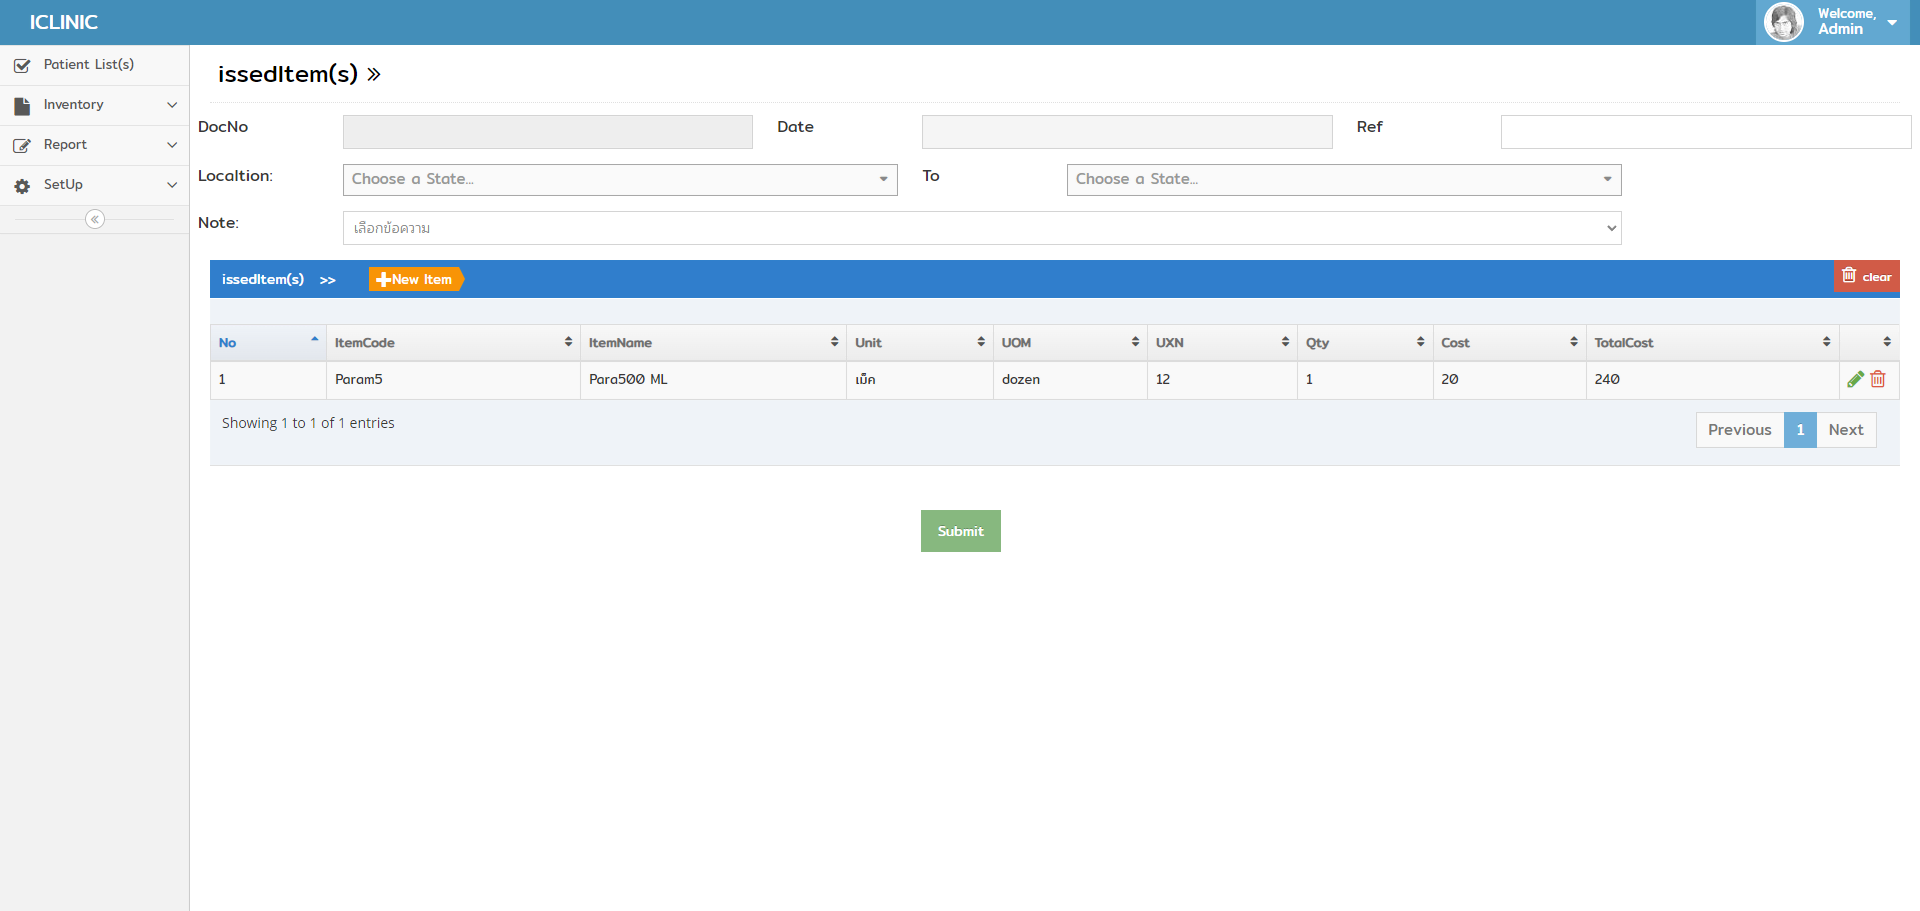 ICLINIC
Welcome,
Admin
Patient List(s)
Inventory
Report
SetUp
issedItem(s) »
DocNo
Date
Ref
Localtion:
Choose a State...
To
Choose a State...
Note:
เลือกข้อความ
issedItem(s) >>
New Item
clear
No ItemCode ItemName Unit UOM UXN Qty Cost TotalCost
1 Param5 Para500 ML เม็ค dozen 12 1 20 240
Showing 1 to 1 of 1 entries
Previous 1 Next
Submit